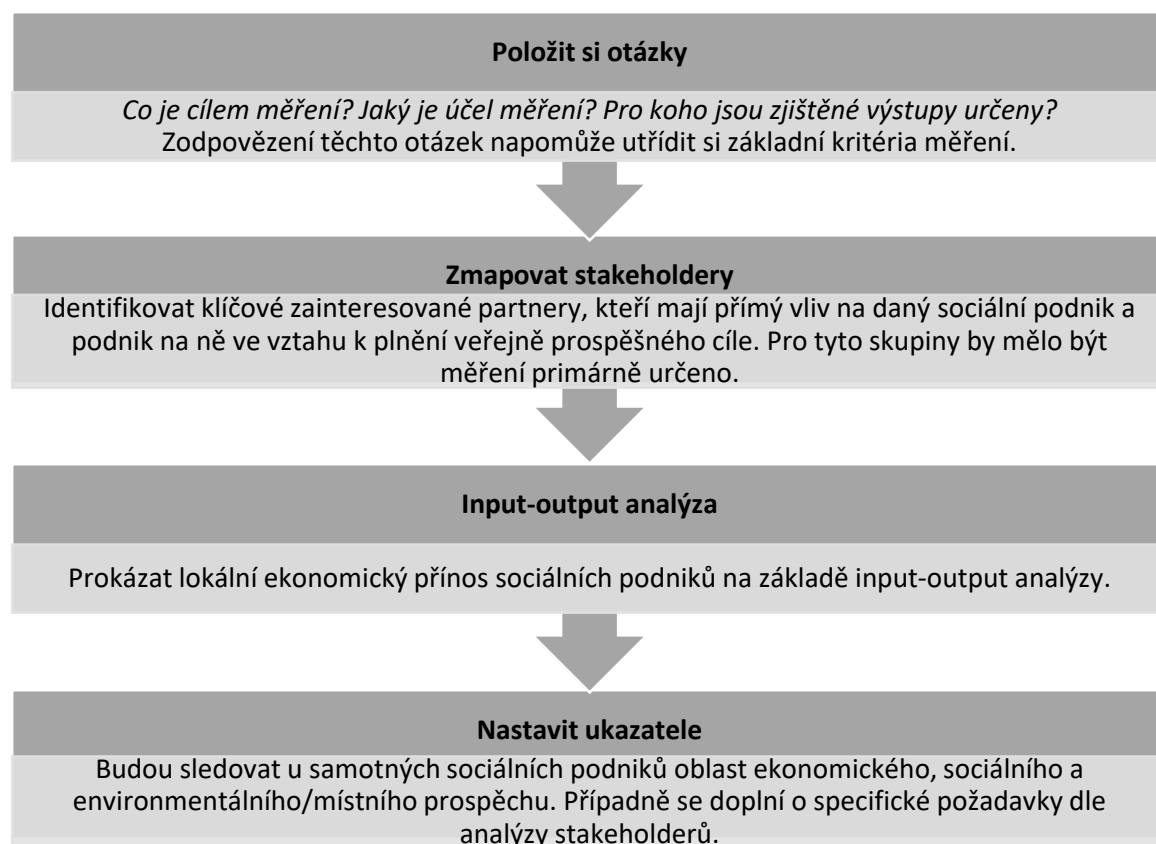 Položit si otázky
Co je cílem měření? Jaký je účel měření? Pro koho jsou zjištěné výstupy určeny?
Zodpovězení těchto otázek napomůže utřídit si základní kritéria měření.
Zmapovat stakeholdery
Identifikovat klíčové zainteresované partnery, kteří mají přímý vliv na daný sociální podnik a
podnik na ně ve vztahu k plnění veřejně prospěšného cíle. Pro tyto skupiny by mělo být
měření primárně určeno.
Input-output analýza
Prokázat lokální ekonomický přínos sociálních podniků na základě input-output analýzy.
Nastavit ukazatele
Budou sledovat u samotných sociálních podniků oblast ekonomického, sociálního a
environmentálního/místního prospěchu. Případně se doplní o specifické požadavky dle
analýzy stakeholderů.